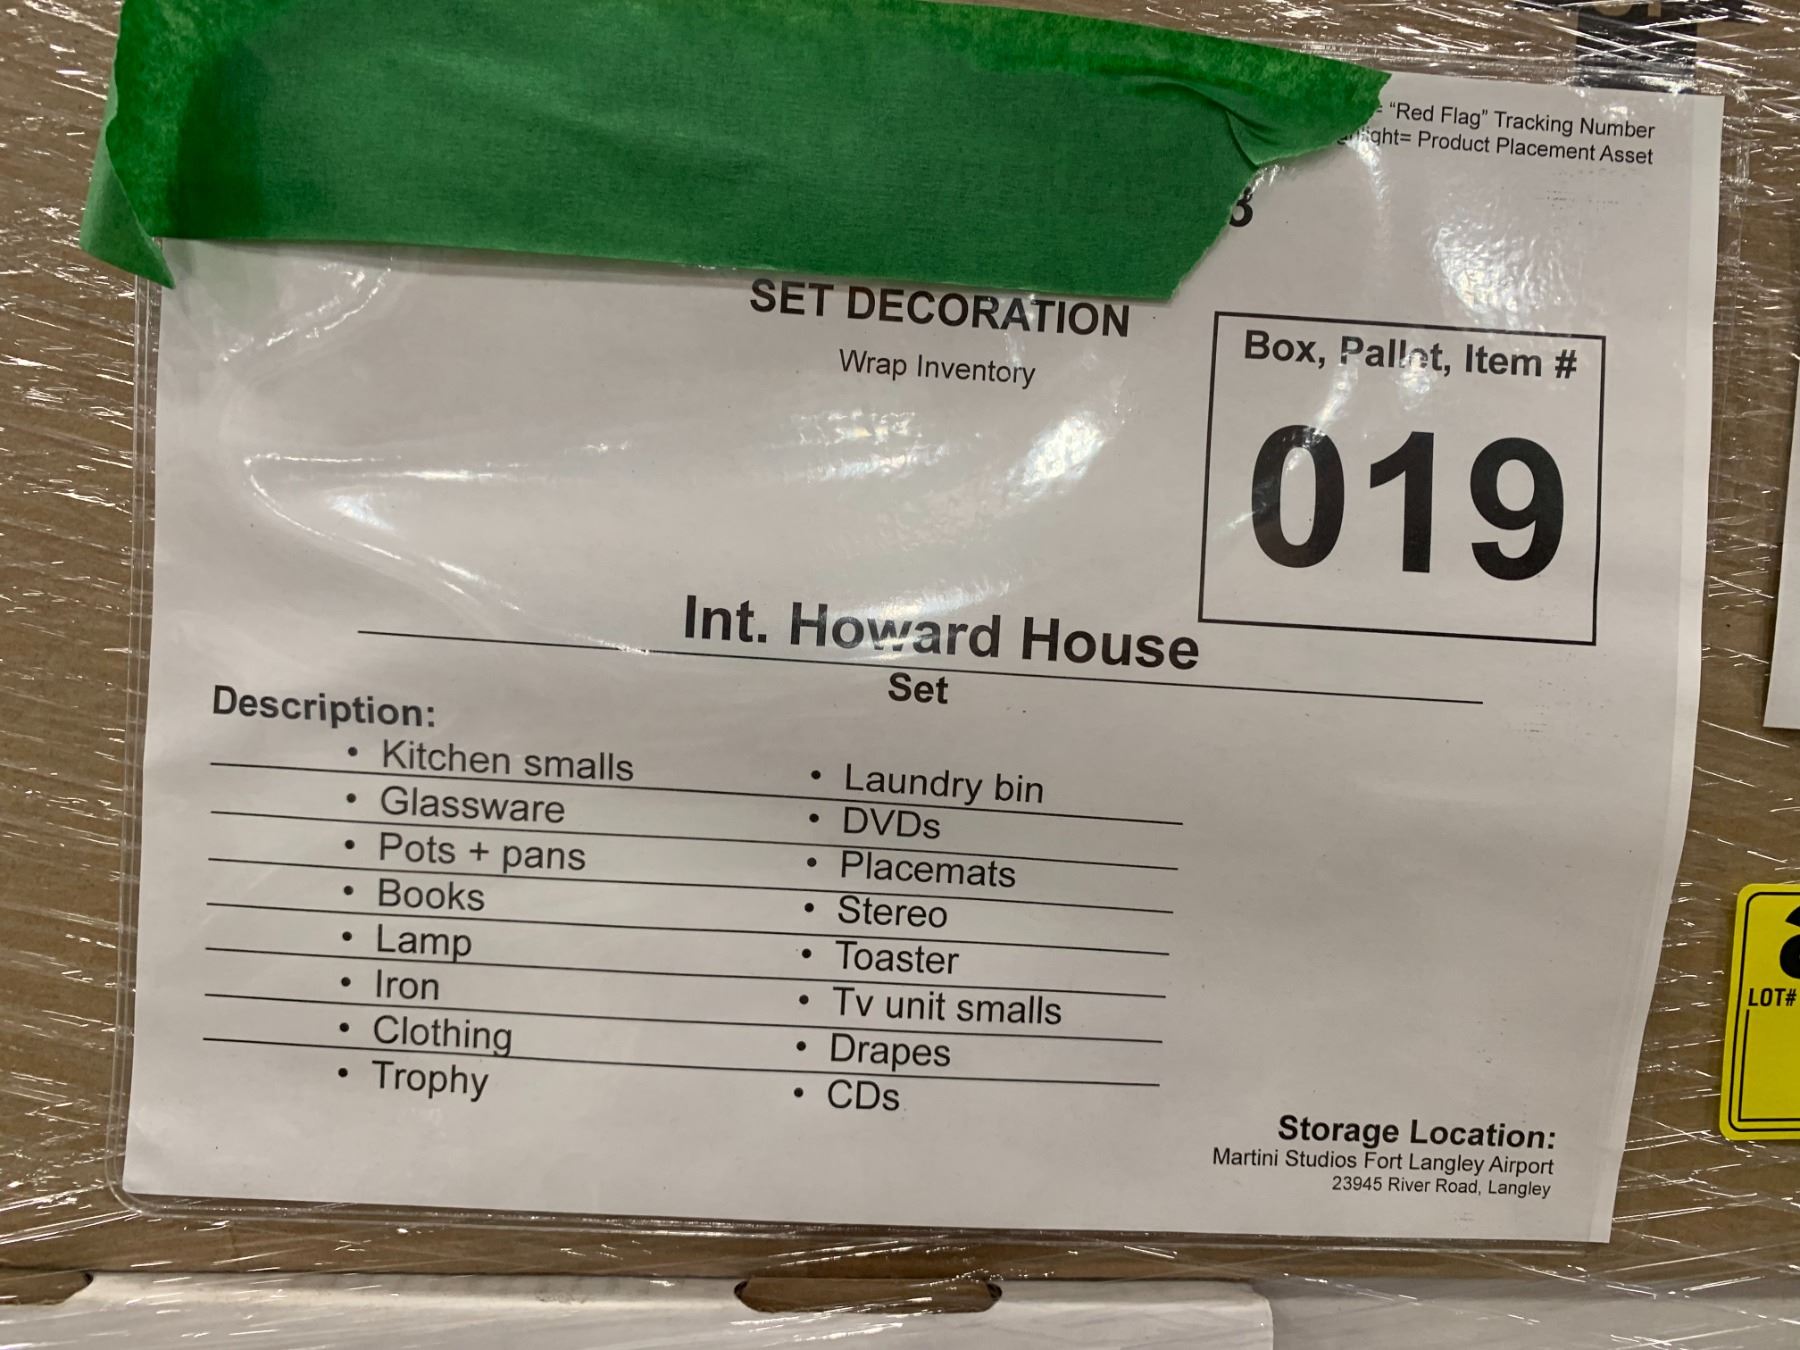 = "Red Flag" Tracking Number
Product Placement Asset
SET DECORATION
Wrap Inventory
Box, Pallet, Item #
019
Int. Howard House
Set
Description:
• Kitchen smalls
• Glassware
• Pots + pans
• Books
• Lamp
• Iron
• Clothing
• Trophy
• Laundry bin
• DVDs
• Placemats
• Stereo
• Toaster
• Tv unit smalls
• Drapes
• CDs
Storage Location:
Martini Studios Fort Langley Airport
23945 River Road, Langley
LOT#